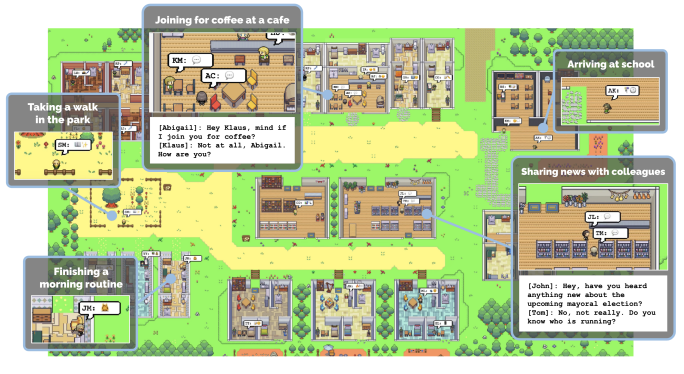 Joining for coffee at a cafe
KM:
AC:
[Abigail]: Hey Klaus, mind if
I join you for coffee?
[Klaus]: Not at all, Abigail.
How are you?
Arriving at school
AK:
Taking a walk
in the park
SM:
Sharing news with colleagues
JL:
TM:
[John]: Hey, have you heard
anything new about the
upcoming mayoral election?
[Tom]: No, not really. Do you
know who is running?
Finishing a
morning routine
JM: